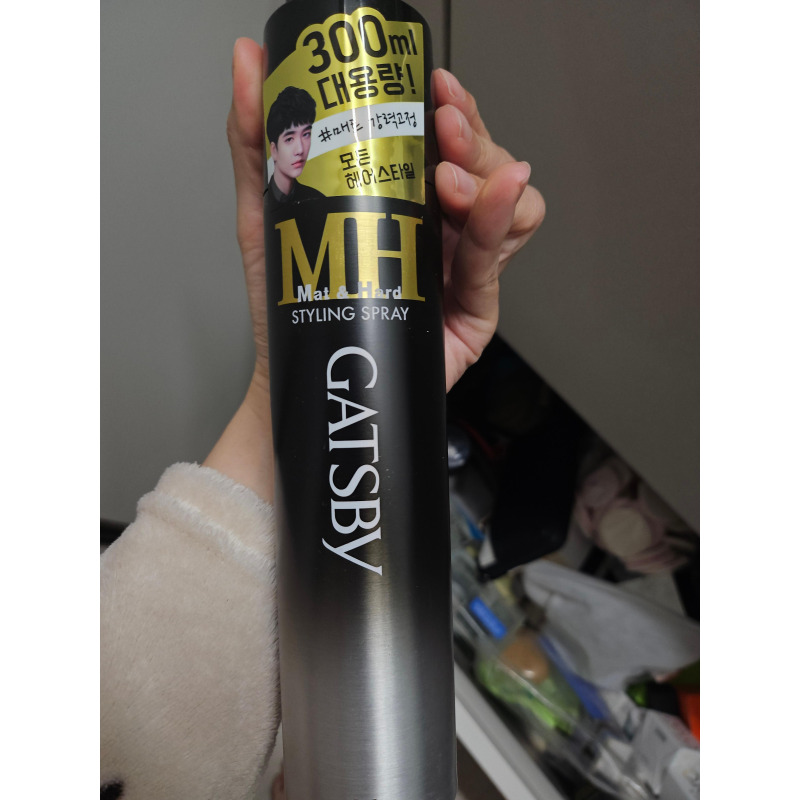 300ml
대용량!
#매트 강력고정
모든
헤어스타일
MH
Mat & Hard
STYLING SPRAY
GATSBY